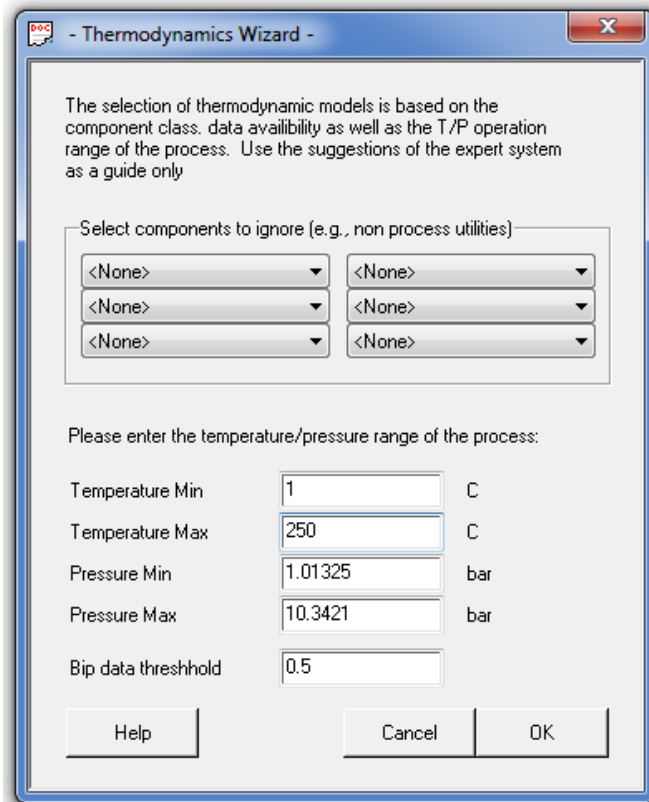 - Thermodynamics Wizard -
The selection of thermodynamic models is based on the
component class. data availibility as well as the T/P operation
range of the process.  Use the suggestions of the expert system
as a guide only
Select components to ignore (e.g., non process utilities)
<None> <None>
<None> <None>
<None> <None>
Please enter the temperature/pressure range of the process:
Temperature Min 1 C
Temperature Max 250 C
Pressure Min 1.01325 bar
Pressure Max 10.3421 bar
Bip data threshhold 0.5
Help Cancel OK